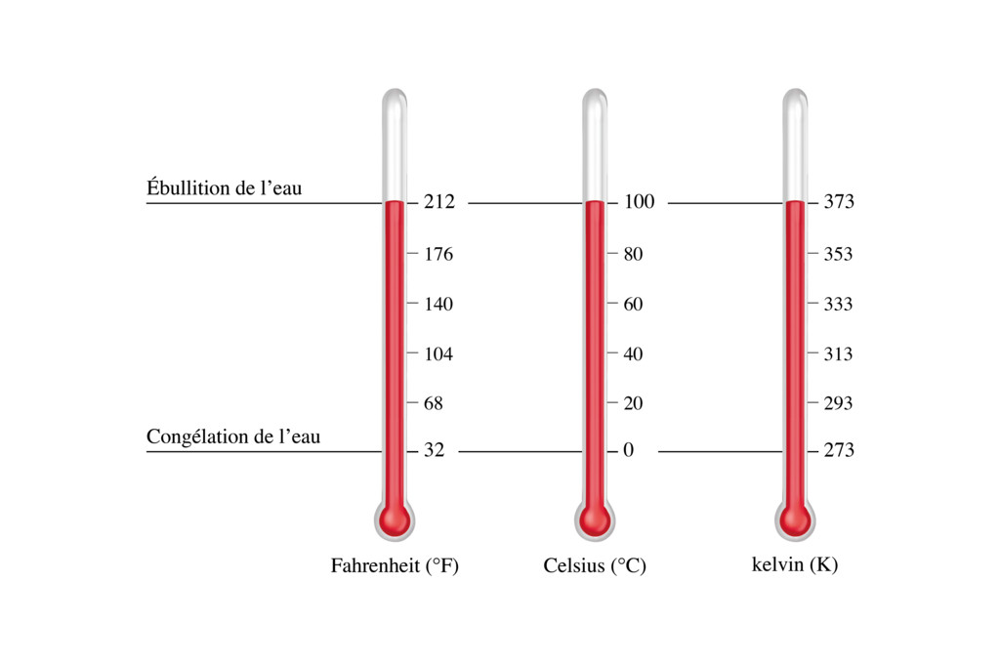 Ébullition de l’eau
212 100 373
176 80 353
140 60 333
104 40 313
68 20 293
Congélation de l’eau
32 0 273
Fahrenheit (°F) Celsius (°C) kelvin (K)